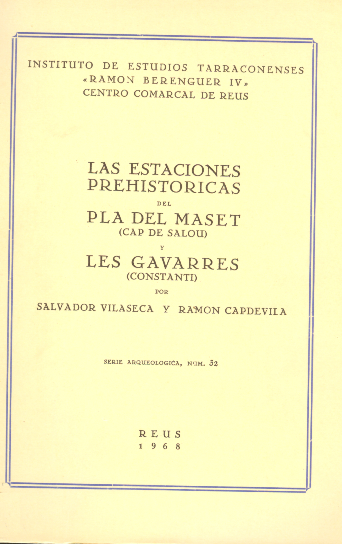 INSTITUTO DE ESTUDIOS TARRACONENSES
«RAMON BERENGUER IV»
CENTRO COMARCAL DE REUS
LAS ESTACIONES
PREHISTORICAS
DEL
PLA DEL MASET
(CAP DE SALOU)
Y
LES GAVARRES
(CONSTANTI)
POR
SALVADOR VILASECA Y RAMON CAPDEVILA
SERIE ARQUEOLOGICA, NUM. 32
REUS
1968